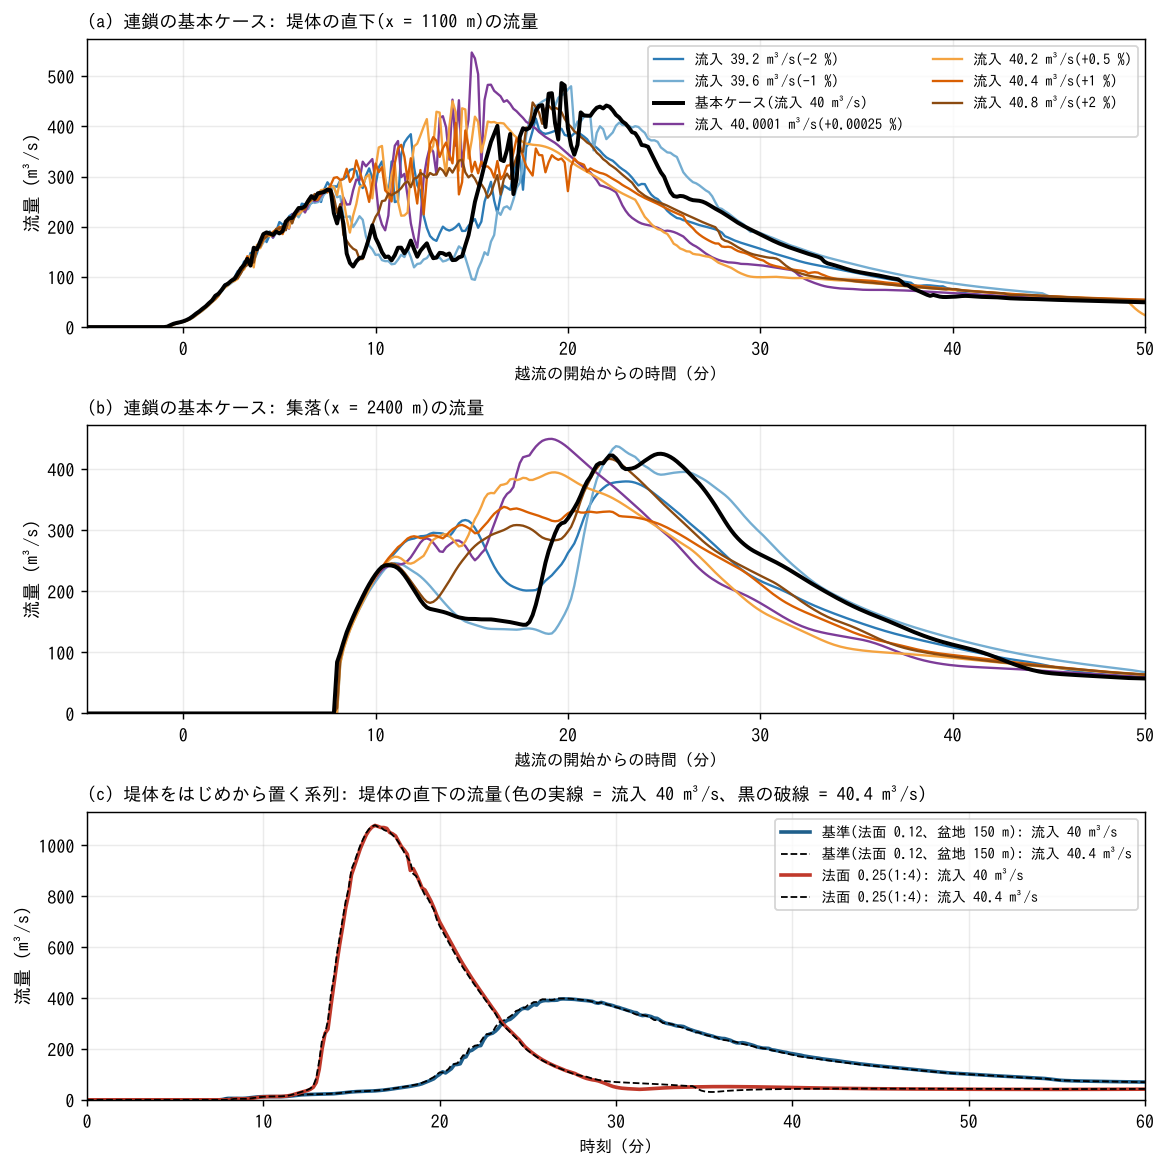 (a) 連鎖の基本ケース: 堤体の直下(x = 1100 m)の流量
流量 (m³/s)
500
400
300
200
100
0
流入 39.2 m³/s(-2 %)
流入 39.6 m³/s(-1 %)
基本ケース(流入 40 m³/s)
流入 40.0001 m³/s(+0.00025 %)
流入 40.2 m³/s(+0.5 %)
流入 40.4 m³/s(+1 %)
流入 40.8 m³/s(+2 %)
0 10 20 30 40 50
越流の開始からの時間 (分)
(b) 連鎖の基本ケース: 集落(x = 2400 m)の流量
流量 (m³/s)
400
300
200
100
0
0 10 20 30 40 50
越流の開始からの時間 (分)
(c) 堤体をはじめから置く系列: 堤体の直下の流量(色の実線 = 流入 40 m³/s、黒の破線 = 40.4 m³/s)
流量 (m³/s)
1000
800
600
400
200
0
基準(法面 0.12、盆地 150 m): 流入 40 m³/s
基準(法面 0.12、盆地 150 m): 流入 40.4 m³/s
法面 0.25(1:4): 流入 40 m³/s
法面 0.25(1:4): 流入 40.4 m³/s
0 10 20 30 40 50 60
時刻 (分)